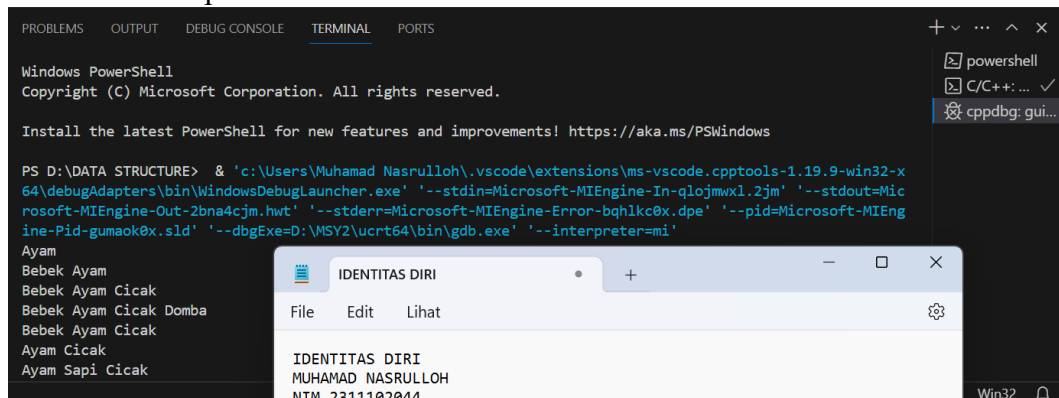 PROBLEMS OUTPUT DEBUG CONSOLE TERMINAL PORTS
powershell
C/C++: ...
cppdbg: gui...
Windows PowerShell
Copyright (C) Microsoft Corporation. All rights reserved.
Install the latest PowerShell for new features and improvements! https://aka.ms/PSWindows
PS D:\DATA STRUCTURE>  & 'c:\Users\Muhamad Nasrulloh\.vscode\extensions\ms-vscode.cpptools-1.19.9-win32-x
64\debugAdapters\bin\WindowsDebugLauncher.exe' '--stdin=Microsoft-MIEngine-In-qlojmwxl.2jm' '--stdout=Mic
rosoft-MIEngine-Out-2bna4cjm.hwt' '--stderr=Microsoft-MIEngine-Error-bqhlkc0x.dpe' '--pid=Microsoft-MIEng
ine-Pid-gumaok0x.sld' '--dbgExe=D:\MSY2\ucrt64\bin\gdb.exe' '--interpreter=mi'
Ayam
Bebek Ayam
Bebek Ayam Cicak
Bebek Ayam Cicak Domba
Bebek Ayam Cicak
Ayam Cicak
Ayam Sapi Cicak
IDENTITAS DIRI
File Edit Lihat
IDENTITAS DIRI
MUHAMAD NASRULLOH
NIM 2311102044
Win32